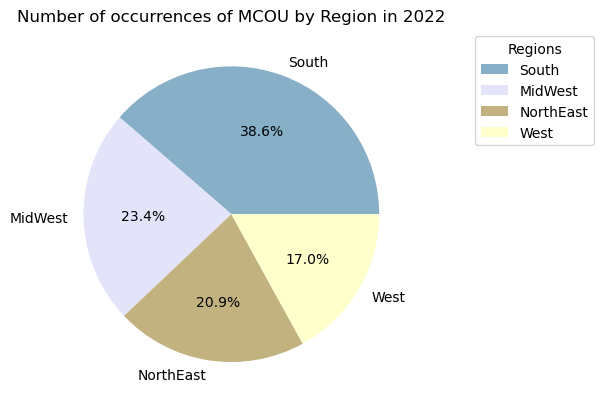 Number of occurrences of MCOU by Region in 2022
Regions
South
MidWest
NorthEast
West
South
38.6%
MidWest
23.4%
17.0%
West
20.9%
NorthEast